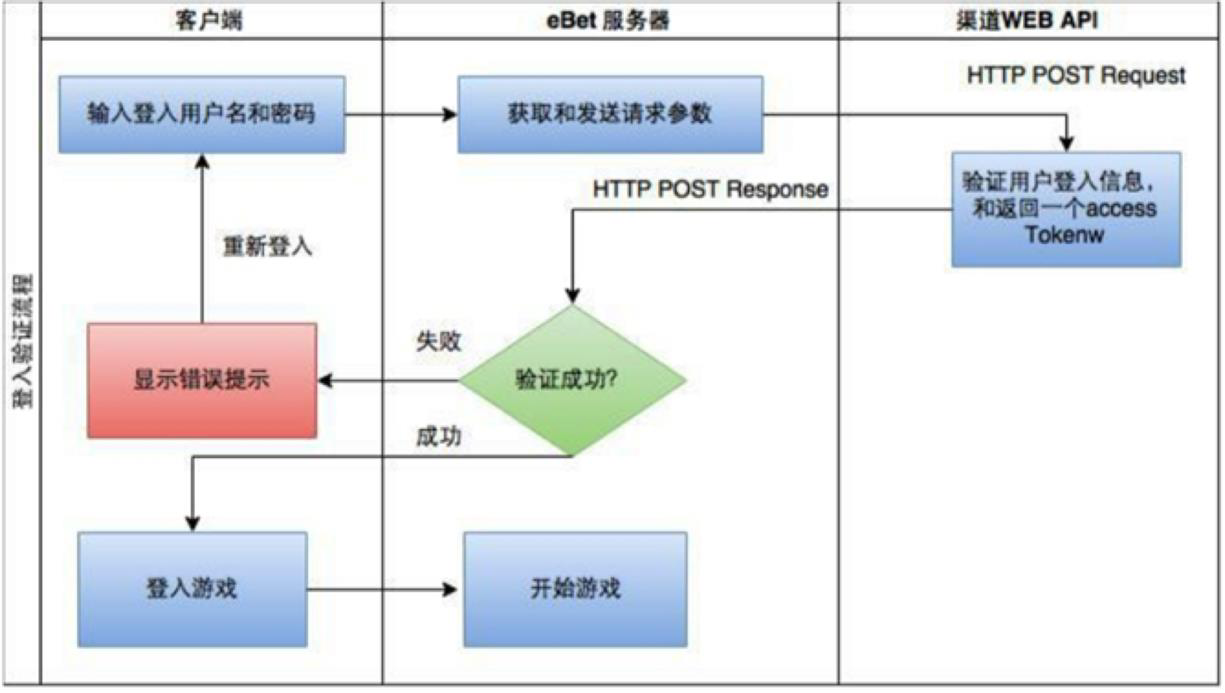 客户端
eBet 服务器
渠道WEB API
登入验证流程
HTTP POST Request
输入登入用户名和密码
获取和发送请求参数
验证用户登入信息，
和返回一个access
Tokenw
HTTP POST Response
重新登入
失败
显示错误提示
验证成功?
成功
登入游戏
开始游戏